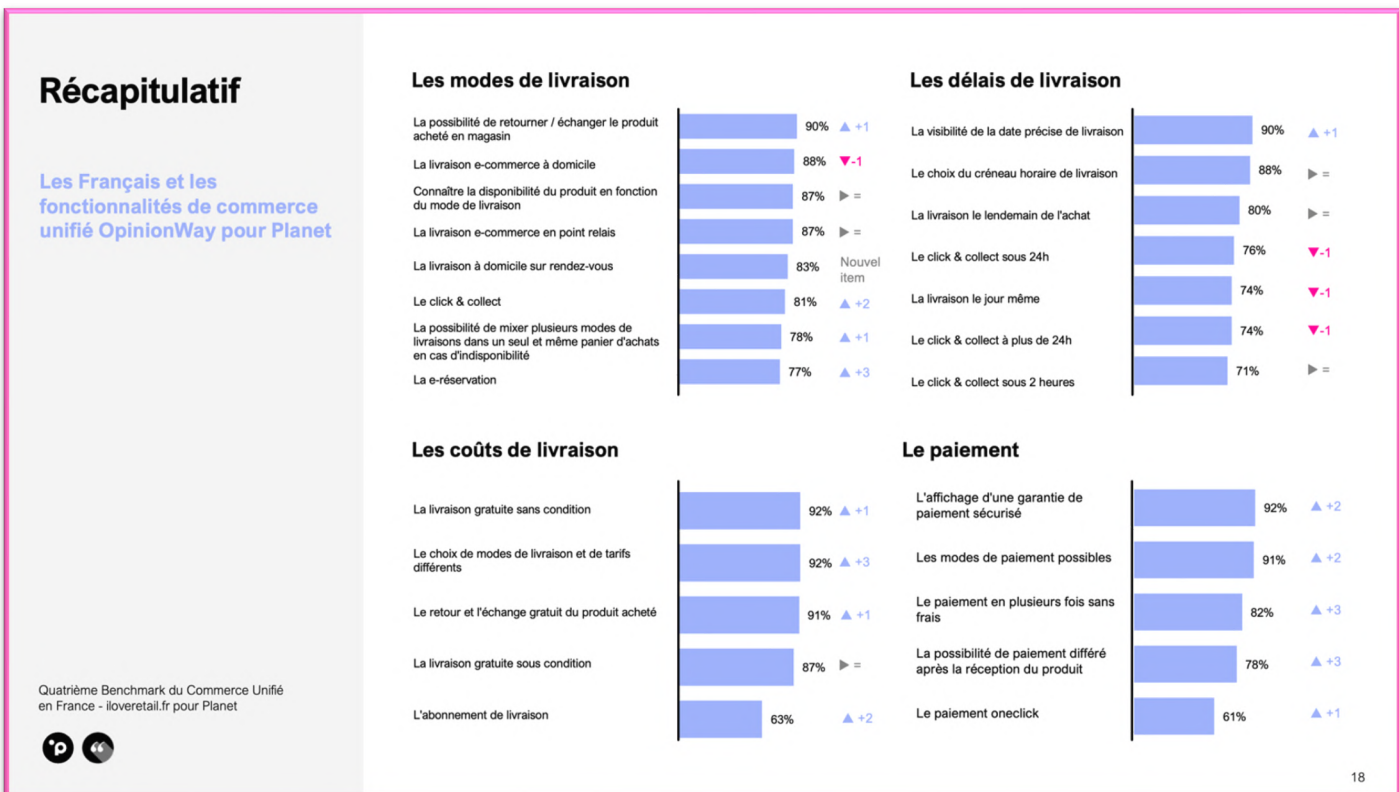 Récapitulatif
Les Français et les
fonctionnalités de commerce
unifié OpinionWay pour Planet
Quatrième Benchmark du Commerce Unifié
en France - iloveretail.fr pour Planet
Les modes de livraison
La possibilité de retourner / échanger le produit
acheté en magasin
90% ▲ +1
La livraison e-commerce à domicile
88% ▼-1
Connaître la disponibilité du produit en fonction
du mode de livraison
87% ▶ =
La livraison e-commerce en point relais
87% ▶ =
La livraison à domicile sur rendez-vous
83% Nouvel
item
Le click & collect
81% ▲ +2
La possibilité de mixer plusieurs modes de
livraisons dans un seul et même panier d'achats
en cas d'indisponibilité
78% ▲ +1
La e-réservation
77% ▲ +3
Les délais de livraison
La visibilité de la date précise de livraison
90% ▲ +1
Le choix du créneau horaire de livraison
88% ▶ =
La livraison le lendemain de l'achat
80% ▶ =
Le click & collect sous 24h
76% ▼-1
La livraison le jour même
74% ▼-1
Le click & collect à plus de 24h
74% ▼-1
Le click & collect sous 2 heures
71% ▶ =
Les coûts de livraison
La livraison gratuite sans condition
92% ▲ +1
Le choix de modes de livraison et de tarifs
différents
92% ▲ +3
Le retour et l'échange gratuit du produit acheté
91% ▲ +1
La livraison gratuite sous condition
87% ▶ =
L'abonnement de livraison
63% ▲ +2
Le paiement
L'affichage d'une garantie de
paiement sécurisé
92% ▲ +2
Les modes de paiement possibles
91% ▲ +2
Le paiement en plusieurs fois sans
frais
82% ▲ +3
La possibilité de paiement différé
après la réception du produit
78% ▲ +3
Le paiement oneclick
61% ▲ +1
18